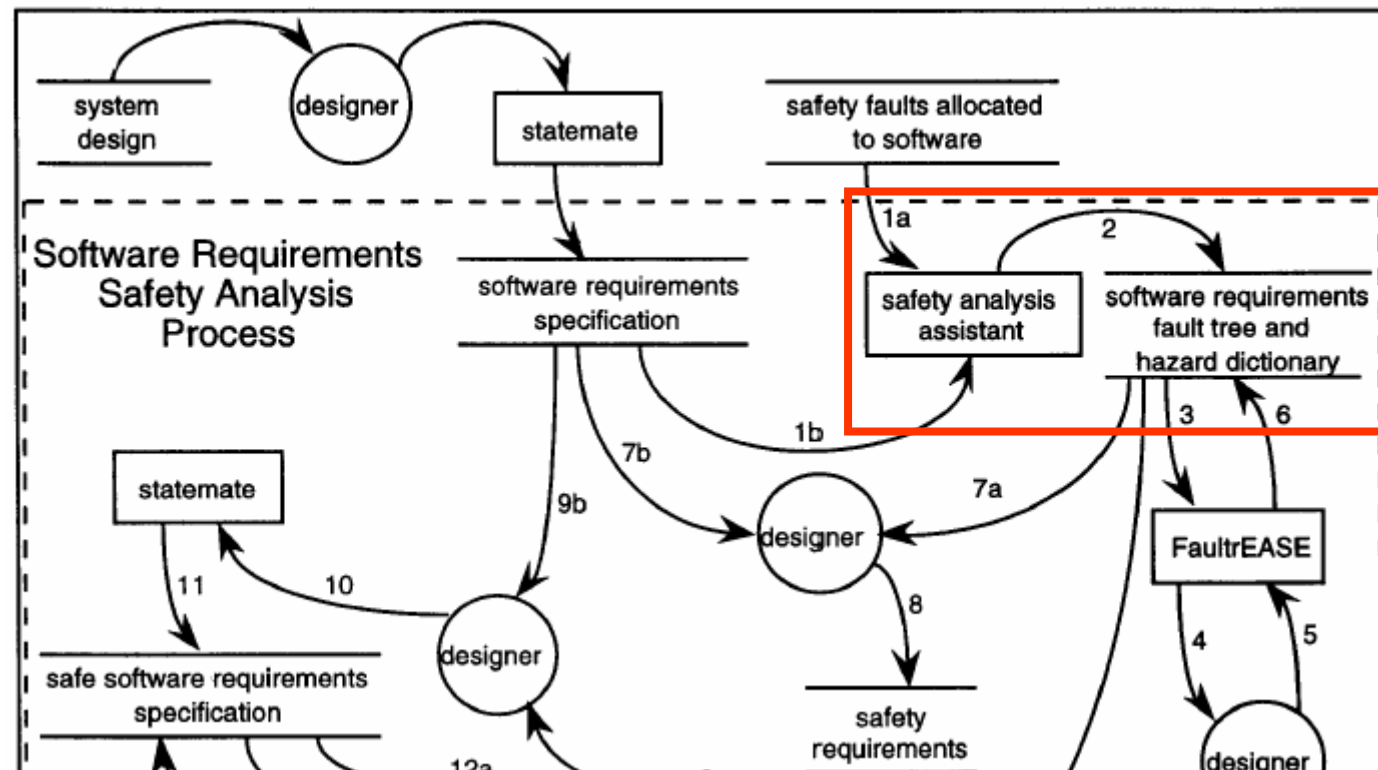 system
design
designer
statemate
safety faults allocated
to software
1a
2
Software Requirements
Safety Analysis
Process
software requirements
specification
safety analysis
assistant
software requirements
fault tree and
hazard dictionary
1b
3
6
7b
7a
9b
statemate
designer
FaultrEASE
11
10
8
4
5
designer
safe software requirements
specification
safety
requirements
designer
12a